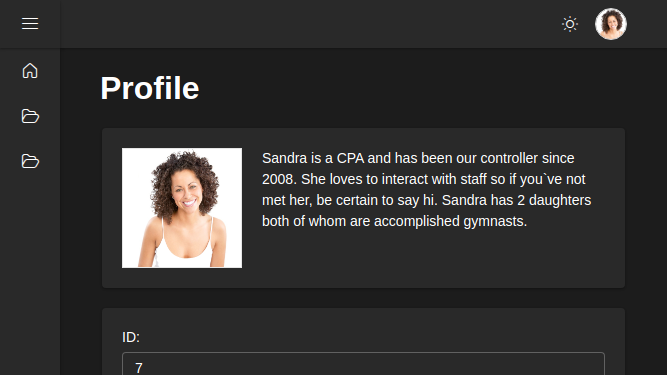 Profile
Sandra is a CPA and has been our controller since
2008. She loves to interact with staff so if you`ve not
met her, be certain to say hi. Sandra has 2 daughters
both of whom are accomplished gymnasts.
ID:
7